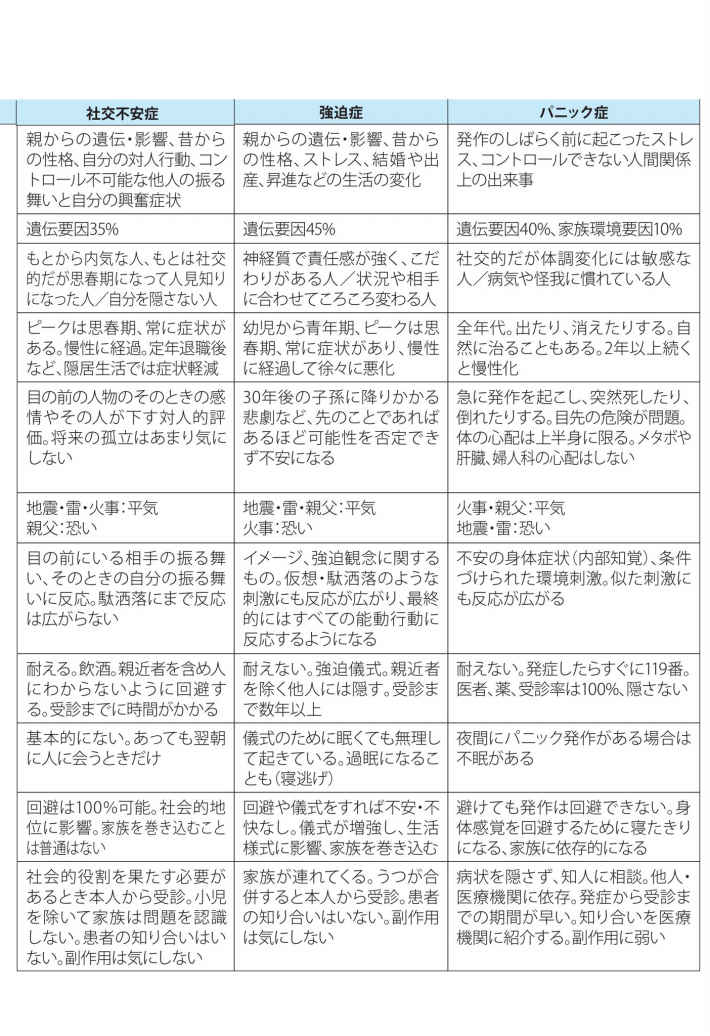 社交不安症
強迫症
パニック症
親からの遺伝・影響、昔から
の性格、自分の対人行動、コン
トロール不可能な他人の振る
舞いと自分の興奮症状
親からの遺伝・影響、昔から
の性格、ストレス、結婚や出
産、昇進などの生活の変化
発作のしばらく前に起こったストレ
ス、コントロールできない人間関係
上の出来事
遺伝要因35%
遺伝要因45%
遺伝要因40%、家族環境要因10%
もとから内気な人、もとは社交
的だが思春期になって人見知り
になった人/自分を隠さない人
神経質で責任感が強く、こだ
わりがある人/状況や相手
に合わせてころころ変わる人
社交的だが体調変化には敏感な
人/病気や怪我に慣れている人
ピークは思春期、常に症状が
ある。慢性に経過。定年退職後
など、隠居生活では症状軽減
幼児から青年期、ピークは思
春期、常に症状があり、慢性
に経過して徐々に悪化
全年代。出たり、消えたりする。自
然に治ることもある。2年以上続く
と慢性化
目の前の人物のそのときの感
情やその人が下す対人的評
価。将来の孤立はあまり気に
しない
30年後の子孫に降りかかる
悲劇など、先のことであれば
あるほど可能性を否定でき
ず不安になる
急に発作を起こし、突然死したり、
倒れたりする。目先の危険が問題。
体の心配は上半身に限る。メタボや
肝臓、婦人科の心配はしない
地震・雷・火事:平気
親父:恐い
地震・雷・親父:平気
火事:恐い
火事・親父:平気
地震・雷:恐い
目の前にいる相手の振る舞
い、そのときの自分の振る舞
いに反応。駄洒落にまで反応
は広がらない
イメージ、強迫観念に関する
もの。仮想・駄洒落のような
刺激にも反応が広がり、最終
的にはすべての能動行動に
反応するようになる
不安の身体症状(内部知覚)、条件
づけられた環境刺激。似た刺激に
も反応が広がる
耐える。飲酒。親近者を含め人
にわからないように回避す
る。受診までに時間がかかる
耐えない。強迫儀式。親近者
を除く他人には隠す。受診ま
で数年以上
耐えない。発症したらすぐに119番。
医者、薬、受診率は100%、隠さない
基本的にない。あっても翌朝
に人に会うときだけ
儀式のために眠くても無理し
て起きている。過眠になるこ
とも(寝逃げ)
夜間にパニック発作がある場合は
不眠がある
回避は100%可能。社会的地
位に影響。家族を巻き込むこと
は普通はない
回避や儀式をすれば不安・不
快なし。儀式が増強し、生活
様式に影響、家族を巻き込む
避けても発作は回避できない。身
体感覚を回避するために寝たきり
になる、家族に依存的になる
社会的役割を果たす必要が
あるとき本人から受診。小児
を除いて家族は問題を認識
しない。患者の知り合いはい
ない。副作用は気にしない
家族が連れてくる。うつが合
併すると本人から受診。患者
の知り合いはいない。副作用
は気にしない
病状を隠さず、知人に相談。他人・
医療機関に依存。発症から受診ま
での期間が早い。知り合いを医療
機関に紹介する。副作用に弱い